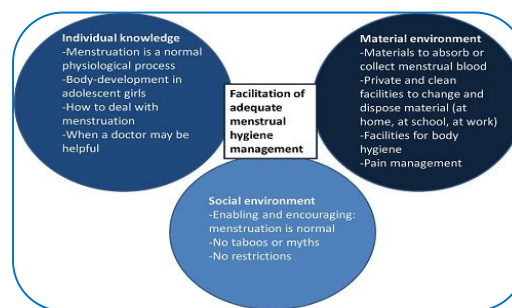 Individual knowledge
-Menstruation is a normal
physiological process
-Body-development in
adolescent girls
-How to deal with
menstruation
-When a doctor may be
helpful
Facilitation of
adequate
menstrual
hygiene
management
Material environment
-Materials to absorb or
collect menstrual blood
-Private and clean
facilities to change and
dispose material (at
home, at school, at work)
-Facilities for body
hygiene
-Pain management
Social environment
-Enabling and encouraging:
menstruation is normal
-No taboos or myths
-No restrictions